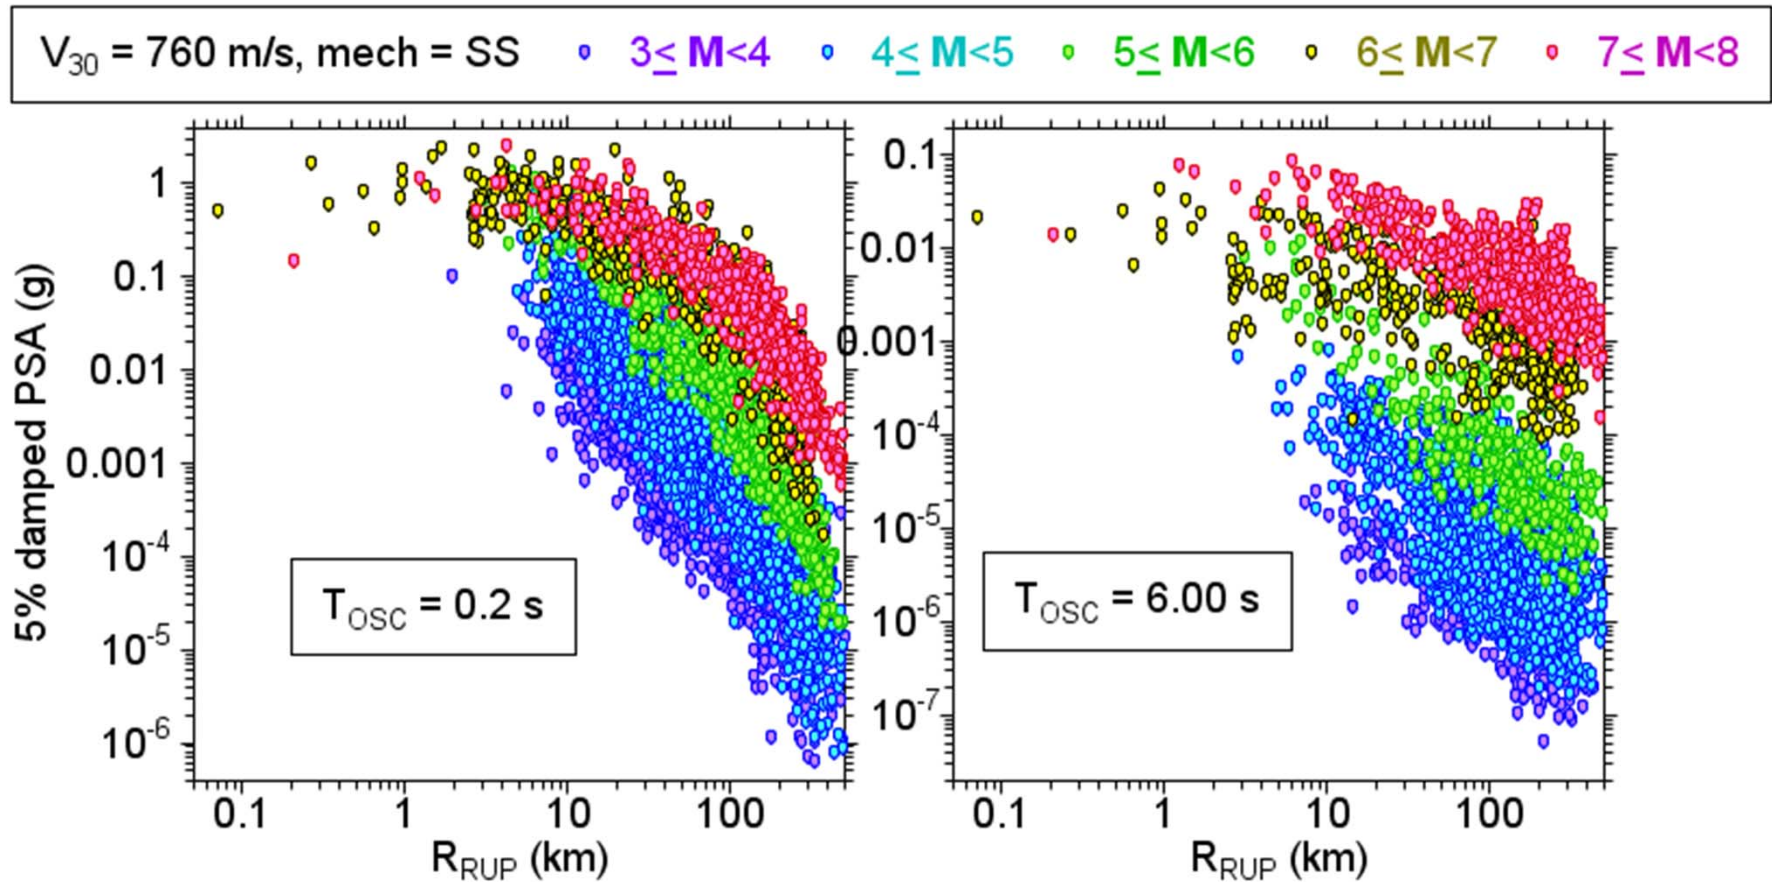 V30 = 760 m/s, mech = SS 3≤ M<4 4≤ M<5 5≤ M<6 6≤ M<7 7≤ M<8
5% damped PSA (g)
1
0.1
0.01
0.001
10-4
10-5
10-6
TOSC = 0.2 s
0.1 1 10 100
RRUP (km)
0.1
0.01
0.001
10-4
10-5
10-6
10-7
TOSC = 6.00 s
0.1 1 10 100
RRUP (km)